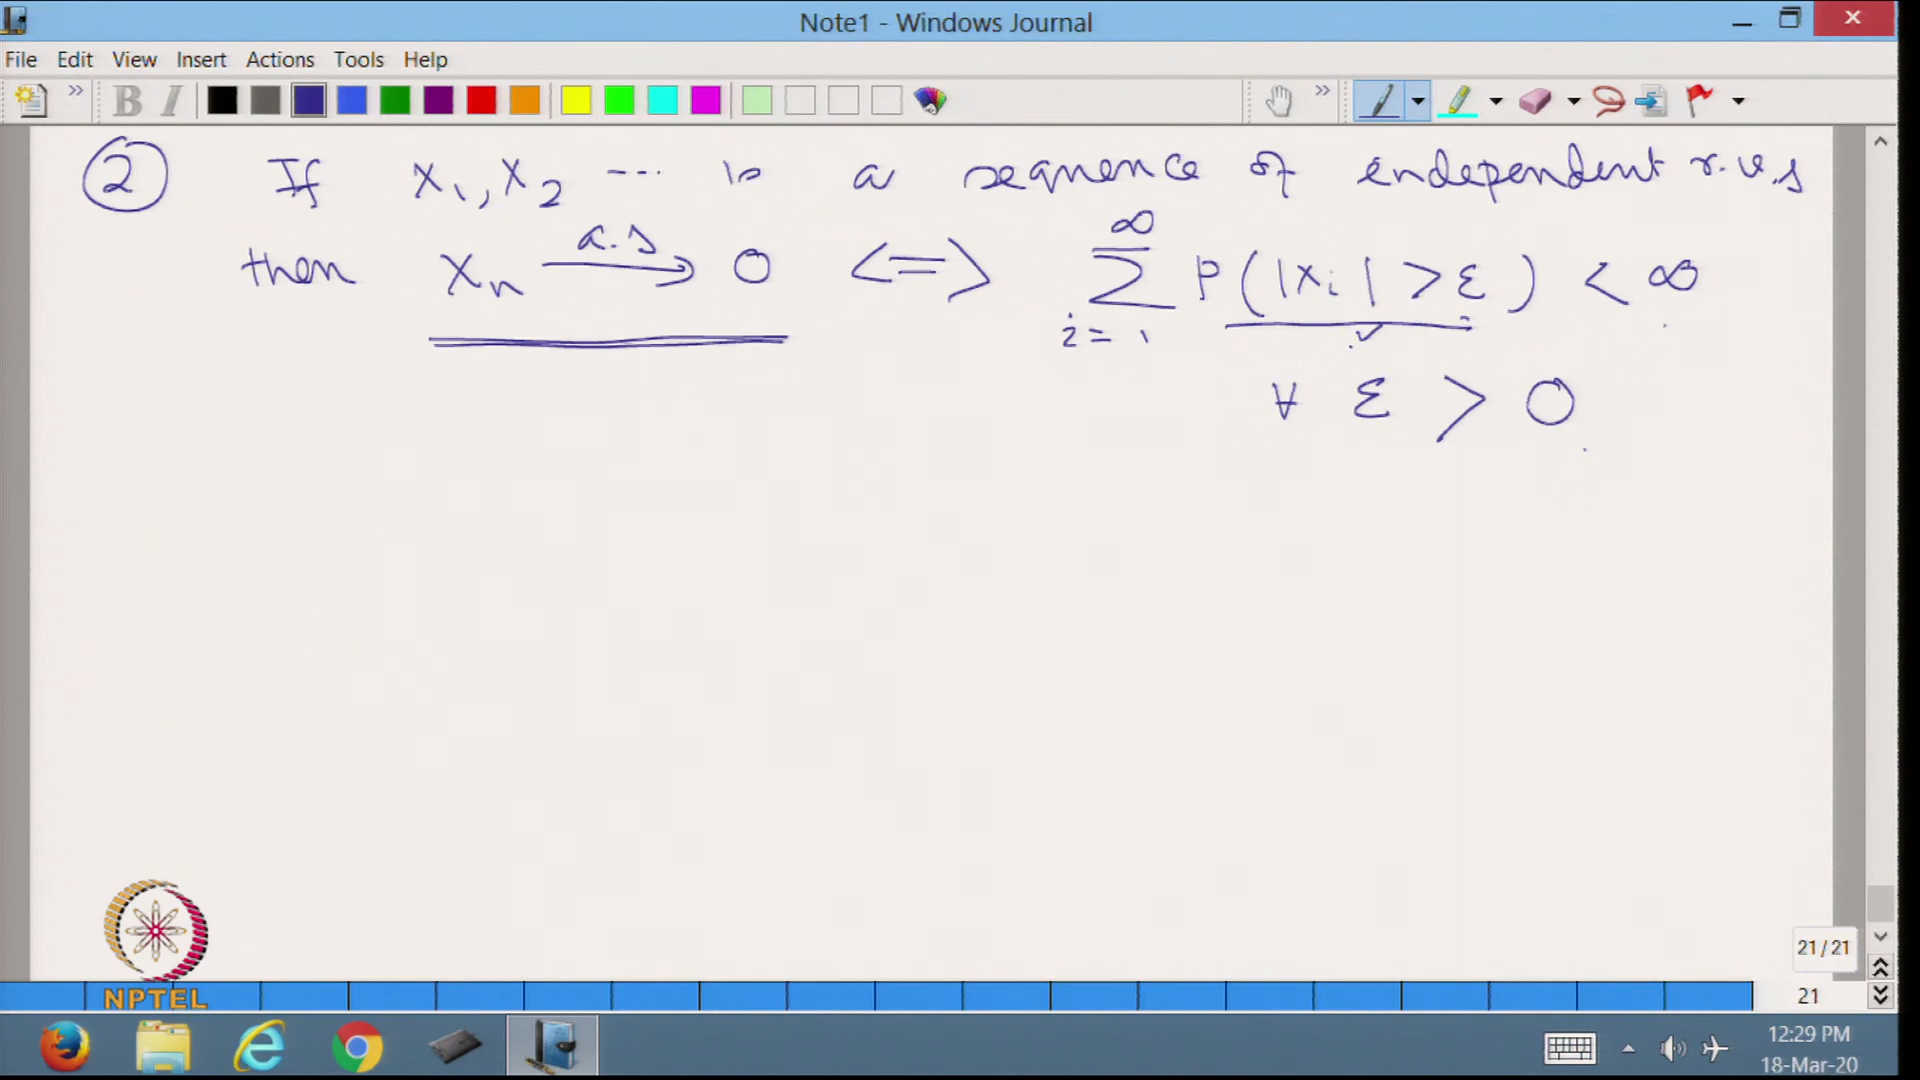 Note1 - Windows Journal
File Edit View Insert Actions Tools Help
B I
② If X₁, X₂ ... is a sequence of endependent r.v.s
then Xₙ —a.s→ 0 <=> ∑_{i=1}^{∞} P(|Xᵢ| > ε) < ∞
∀ ε > 0.
21 / 21
NPTEL
21
12:29 PM
18-Mar-20